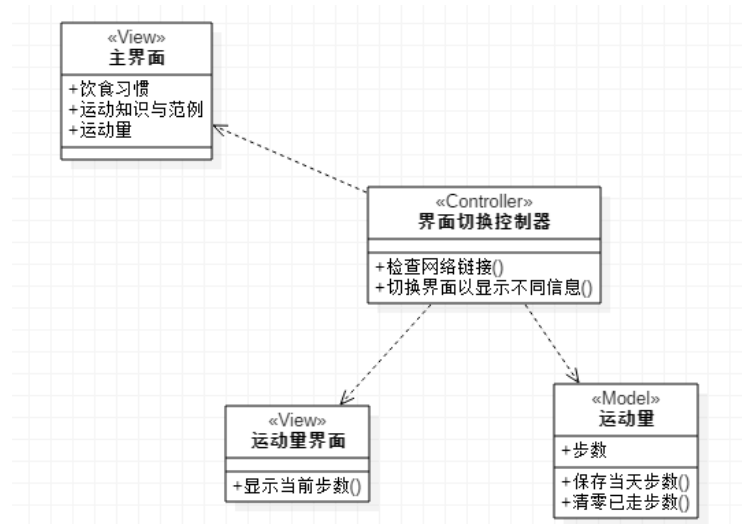 «View»
主界面
+饮食习惯
+运动知识与范例
+运动量
«Controller»
界面切换控制器
+检查网络链接()
+切换界面以显示不同信息()
«View»
运动量界面
+显示当前步数()
«Model»
运动量
+步数
+保存当天步数()
+清零已走步数()